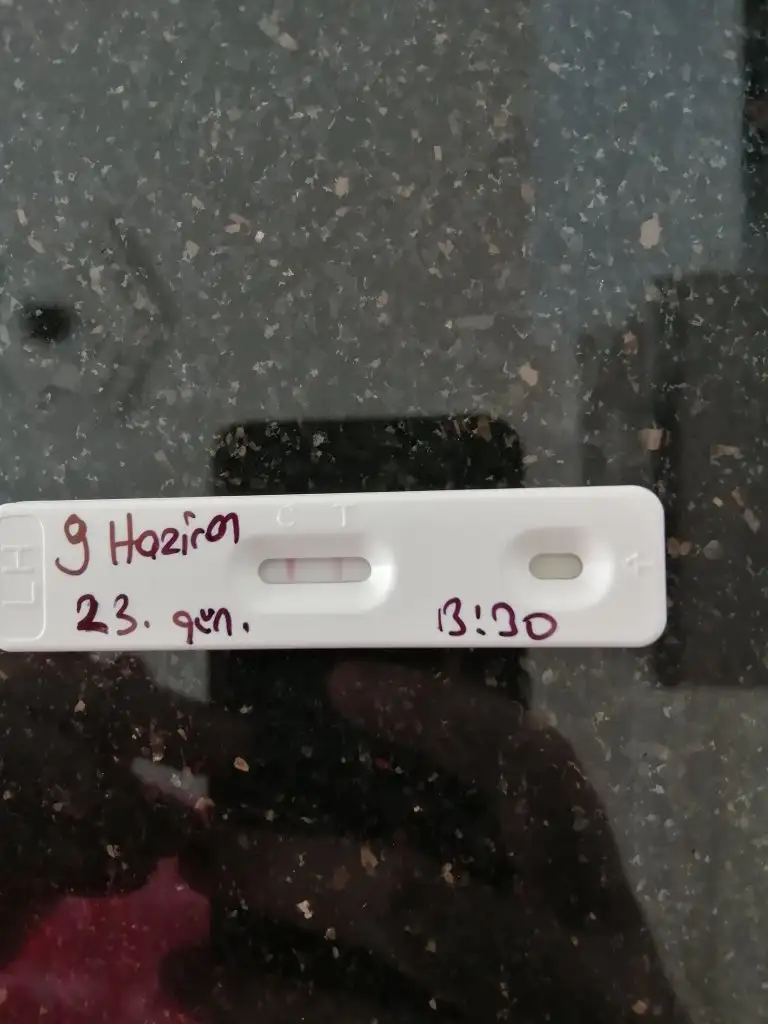 LH
9 Haziran
C T
23. gün.
13:30